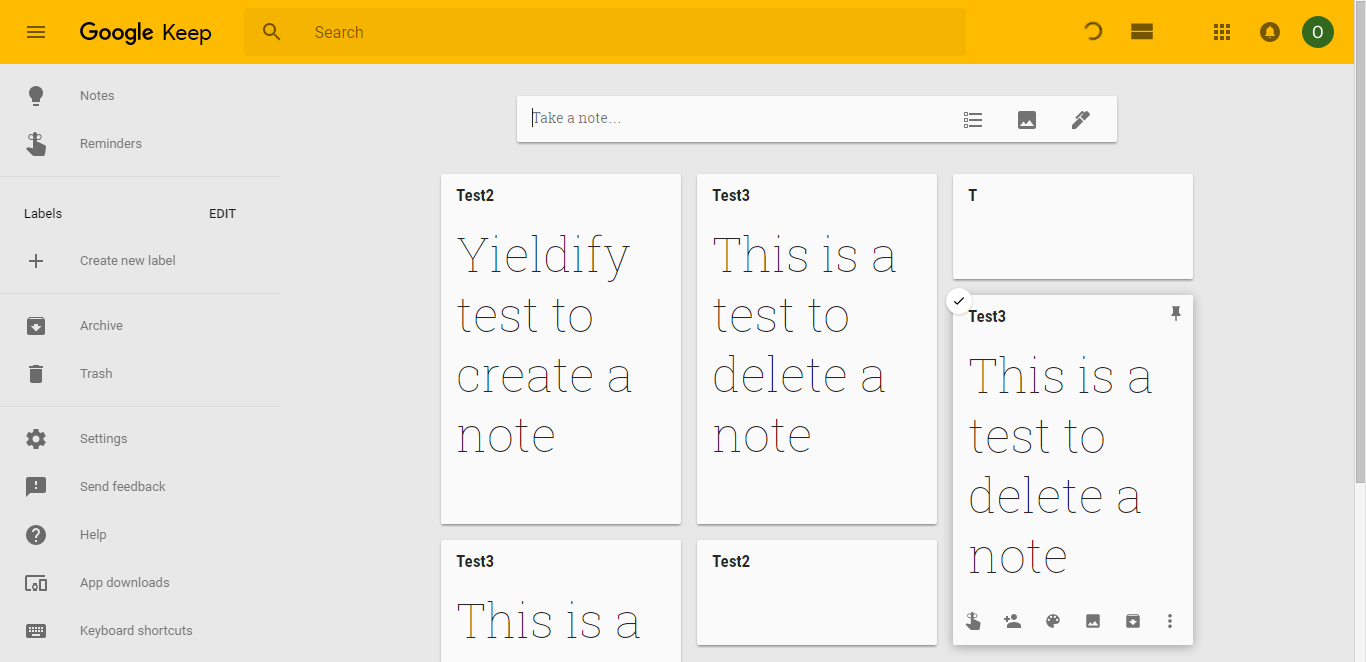 Google Keep
Search
O
Notes
Reminders
Labels
EDIT
Create new label
Archive
Trash
Settings
Send feedback
Help
App downloads
Keyboard shortcuts
Take a note...
Test2
Yieldify
test to
create a
note
Test3
This is a
test to
delete a
note
T
Test3
This is a
test to
delete a
note
Test3
This is a
Test2